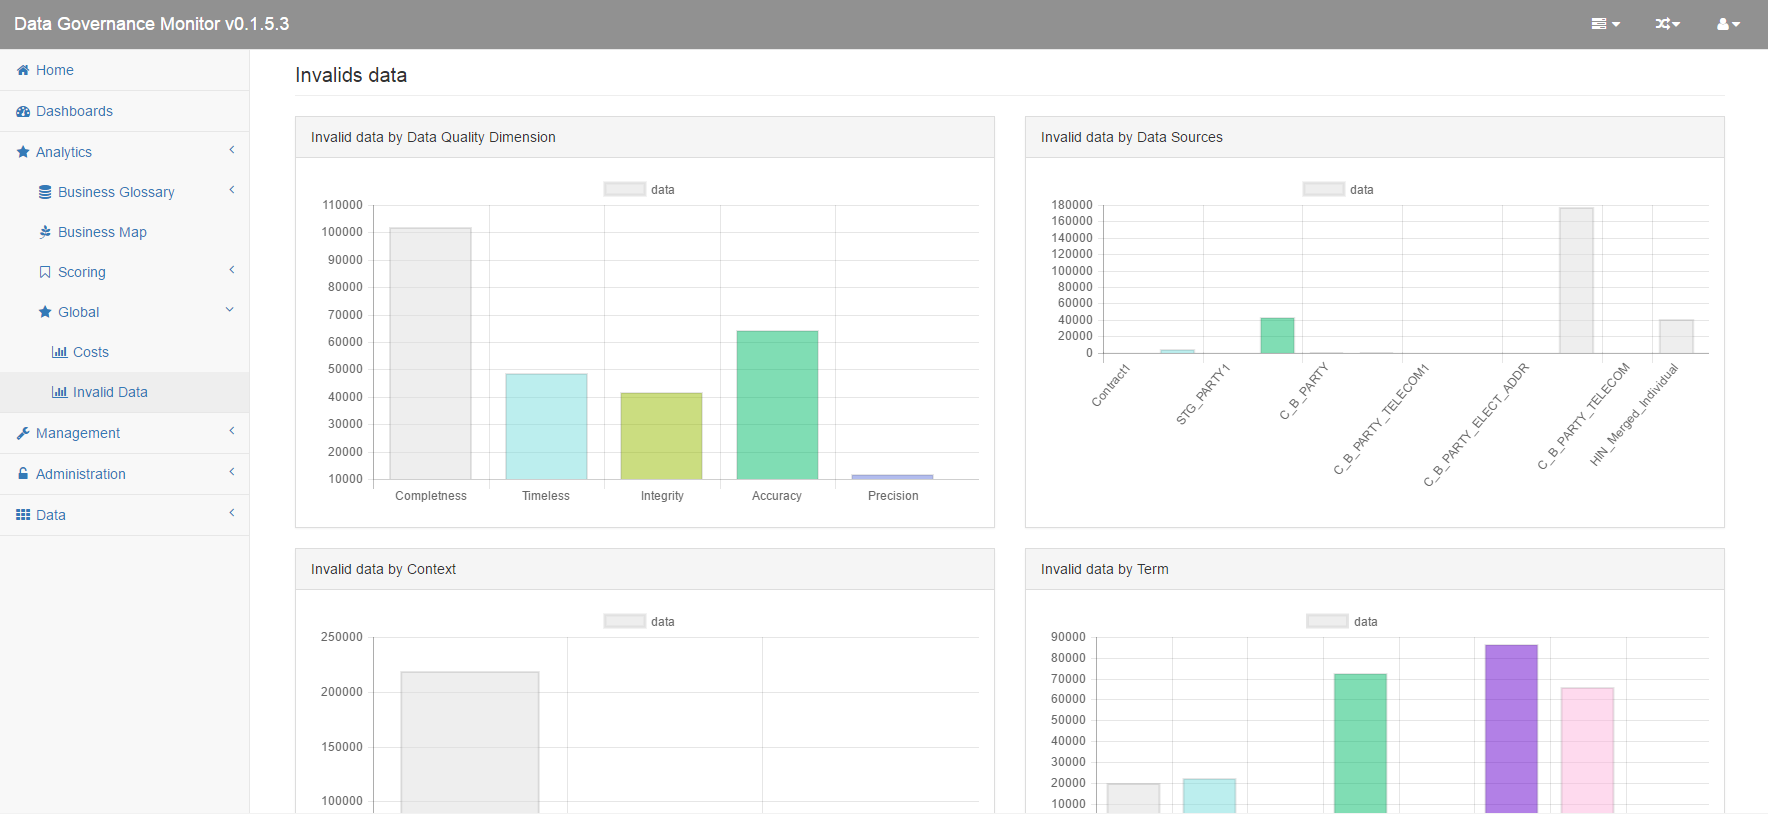 Data Governance Monitor v0.1.5.3
Home
Dashboards
Analytics
Business Glossary
Business Map
Scoring
Global
Costs
Invalid Data
Management
Administration
Data
Invalids data
Invalid data by Data Quality Dimension
data
110000
100000
90000
80000
70000
60000
50000
40000
30000
20000
10000
Completness
Timeless
Integrity
Accuracy
Precision
Invalid data by Data Sources
data
180000
160000
140000
120000
100000
80000
60000
40000
20000
0
Contract1
STG_PARTY1
C_B_PARTY
C_B_PARTY_TELECOM1
C_B_PARTY_ELECT_ADDR
C_B_PARTY_TELECOM
HIN_Merged_Individual
Invalid data by Context
data
250000
200000
150000
100000
Invalid data by Term
data
90000
80000
70000
60000
50000
40000
30000
20000
10000